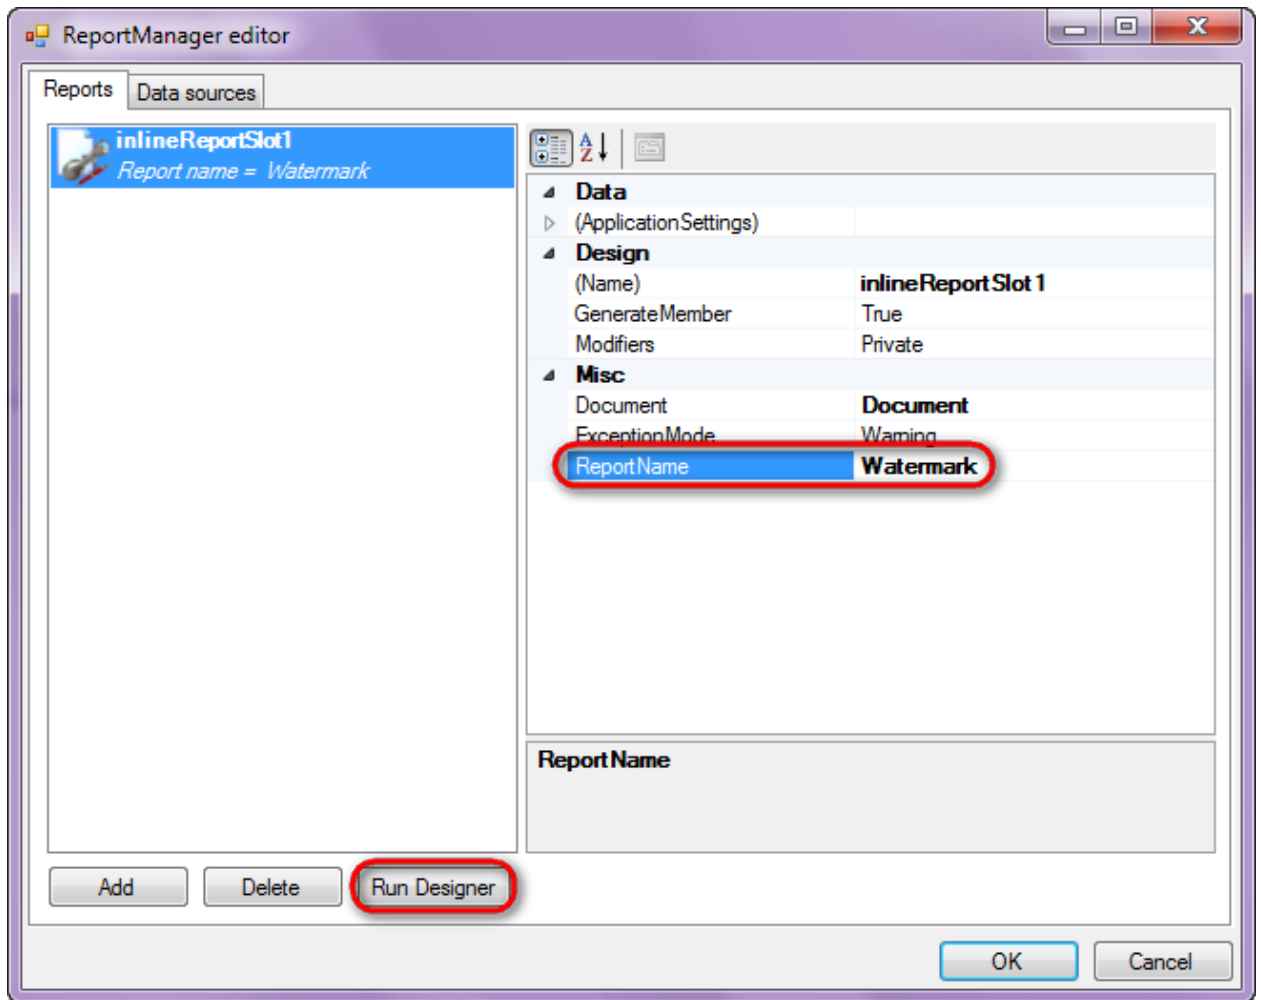 ReportManager editor
Reports
Data sources
inlineReportSlot1
Report name = Watermark
Data
(ApplicationSettings)
Design
(Name) inlineReportSlot1
GenerateMember True
Modifiers Private
Misc
Document Document
ExceptionMode Warning
ReportName Watermark
ReportName
Add
Delete
Run Designer
OK
Cancel